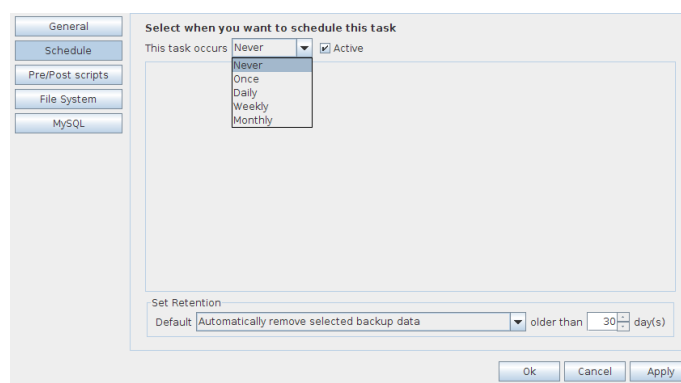 General
Schedule
Pre/Post scripts
File System
MySQL
Select when you want to schedule this task
This task occurs Never Active
Never
Once
Daily
Weekly
Monthly
Set Retention
Default Automatically remove selected backup data older than 30 day(s)
Ok Cancel Apply